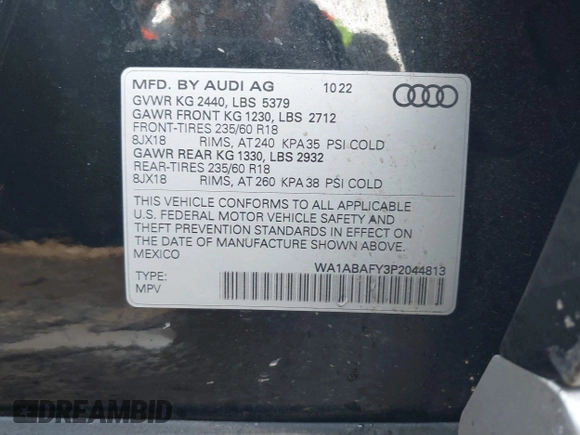 MFD. BY AUDI AG 10 22
GVWR KG 2440, LBS 5379
GAWR FRONT KG 1230, LBS 2712
FRONT-TIRES 235/60 R18
8JX18 RIMS, AT 240 KPA 35 PSI COLD
GAWR REAR KG 1330, LBS 2932
REAR-TIRES 235/60 R18
8JX18 RIMS, AT 260 KPA 38 PSI COLD
THIS VEHICLE CONFORMS TO ALL APPLICABLE
U.S. FEDERAL MOTOR VEHICLE SAFETY AND
THEFT PREVENTION STANDARDS IN EFFECT ON
THE DATE OF MANUFACTURE SHOWN ABOVE.
MEXICO
WA1ABAFY3P2044813
TYPE:
MPV
DREAMBID